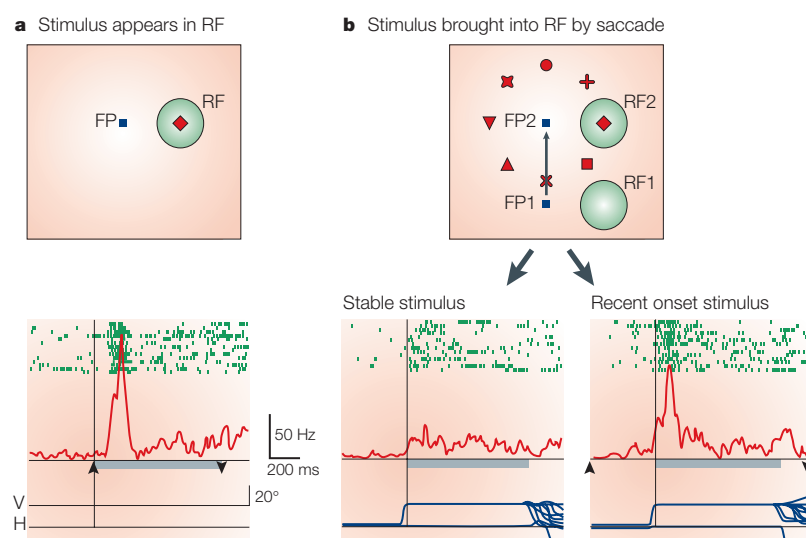 a Stimulus appears in RF
b Stimulus brought into RF by saccade
FP
RF
FP2
RF2
FP1
RF1
Stable stimulus
Recent onset stimulus
50 Hz
200 ms
20°
V
H